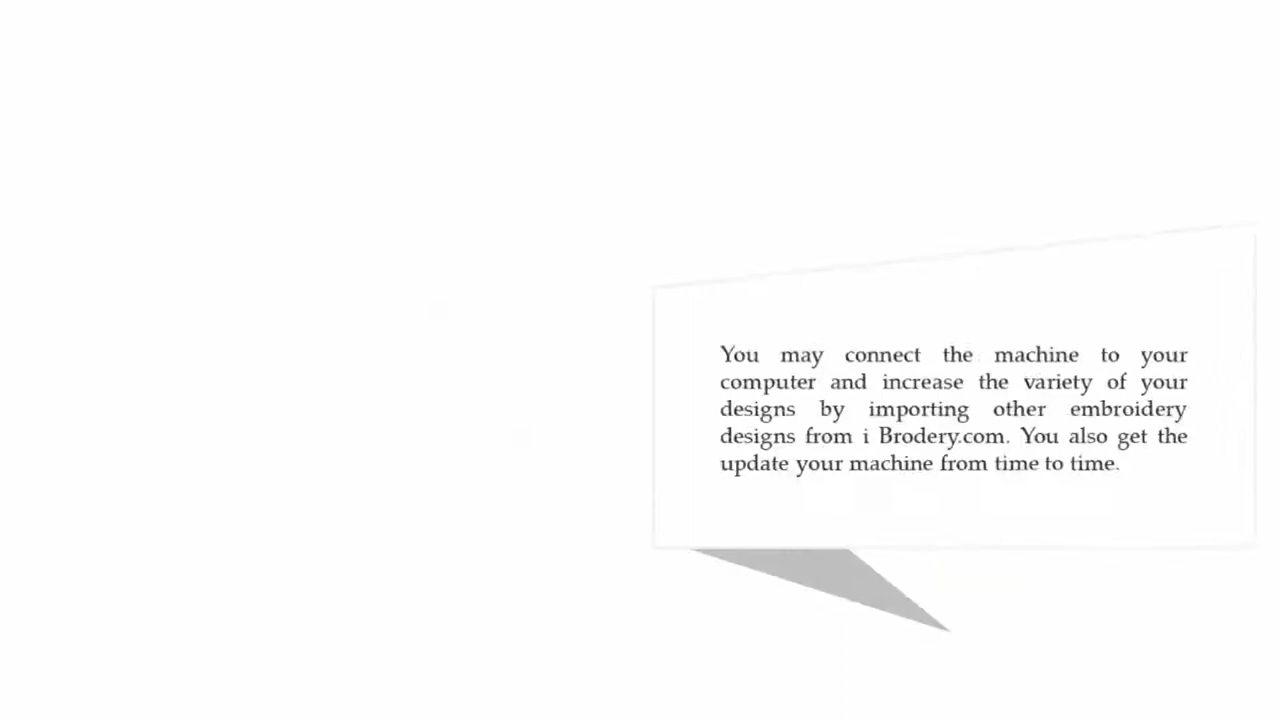 You may connect the machine to your
computer and increase the variety of your
designs by importing other embroidery
designs from i Brodery.com. You also get the
update your machine from time to time.